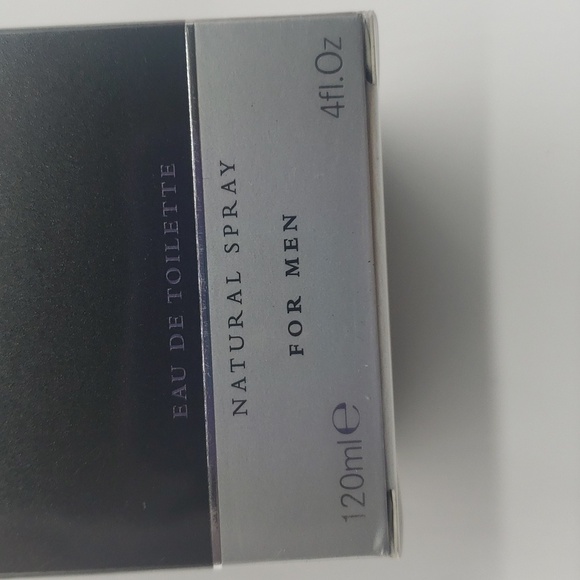 EAU DE TOILETTE
NATURAL SPRAY
FOR MEN
120ml℮ 4fl.Oz